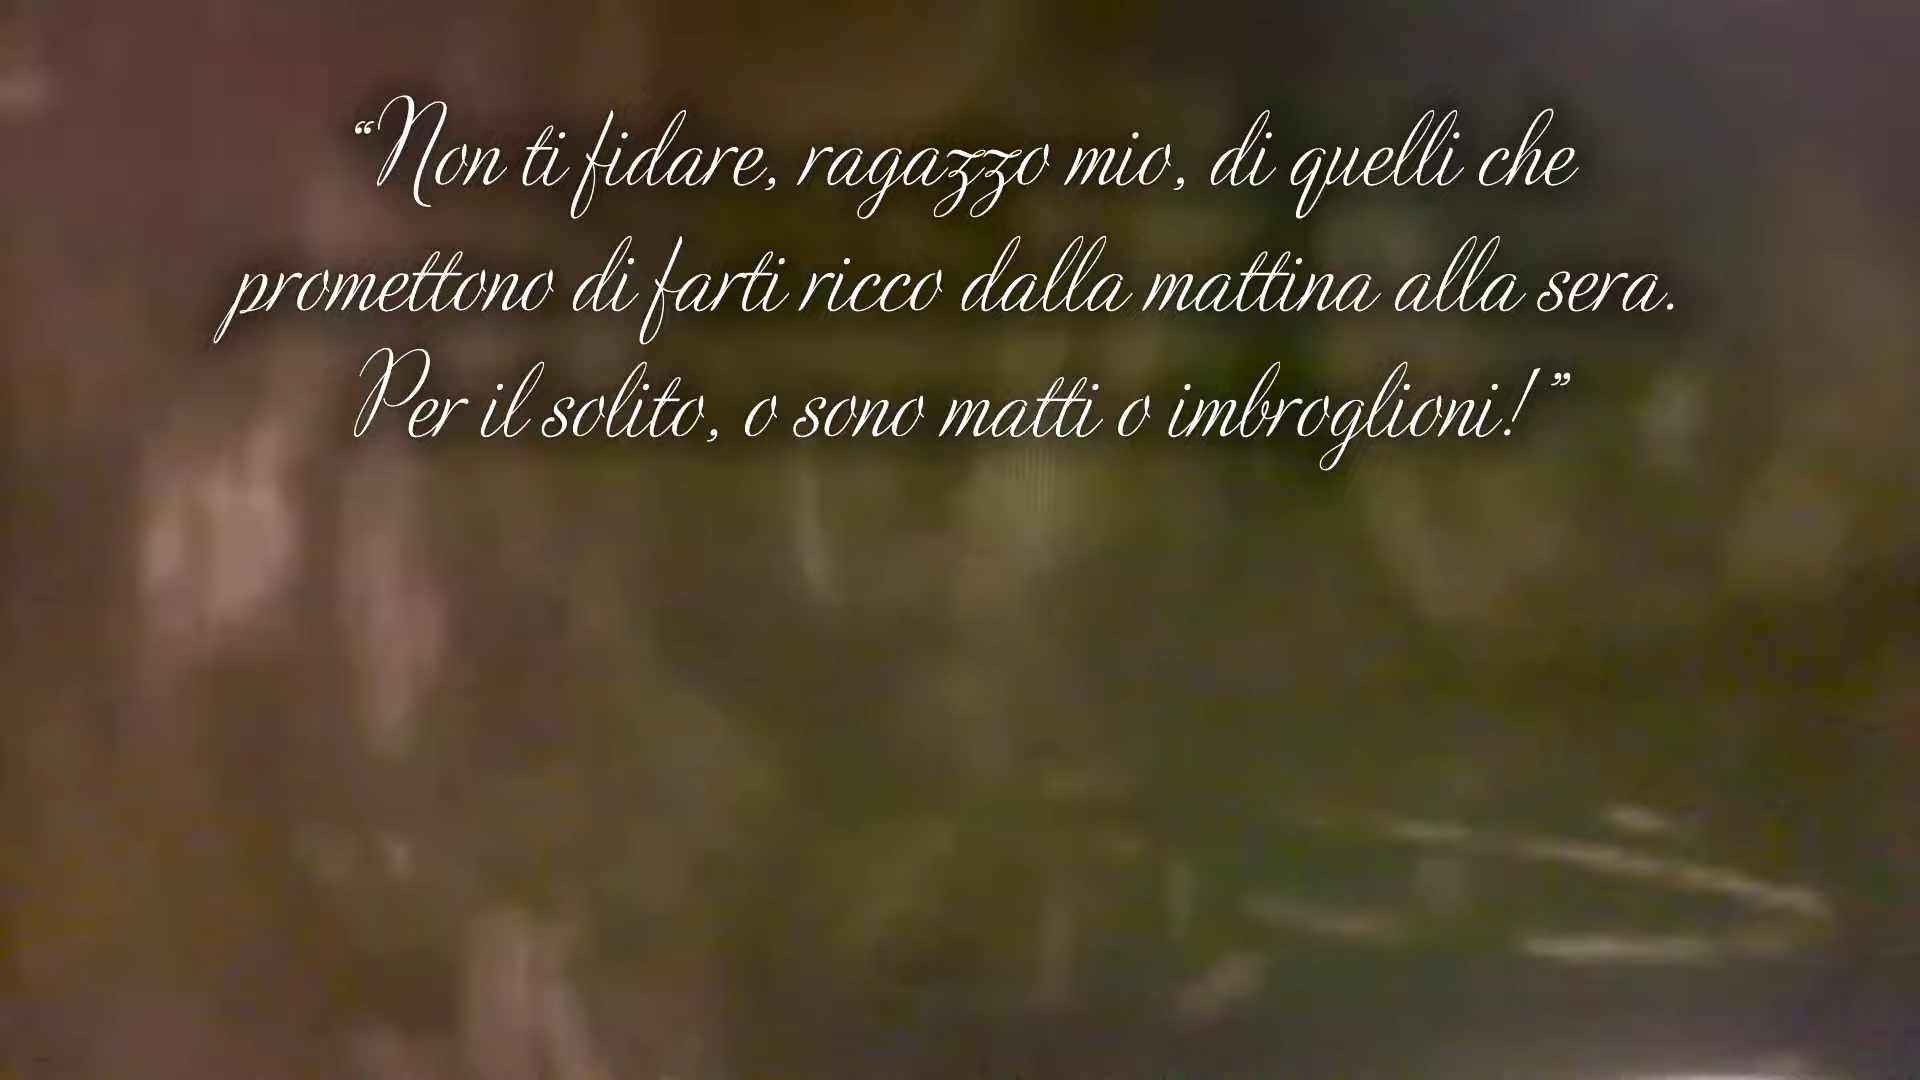 “Non ti fidare, ragazzo mio, di quelli che
promettono di farti ricco dalla mattina alla sera.
Per il solito, o sono matti o imbroglioni!”